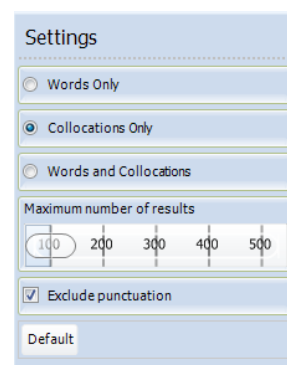 Settings
Words Only
Collocations Only
Words and Collocations
Maximum number of results
100 200 300 400 500
Exclude punctuation
Default